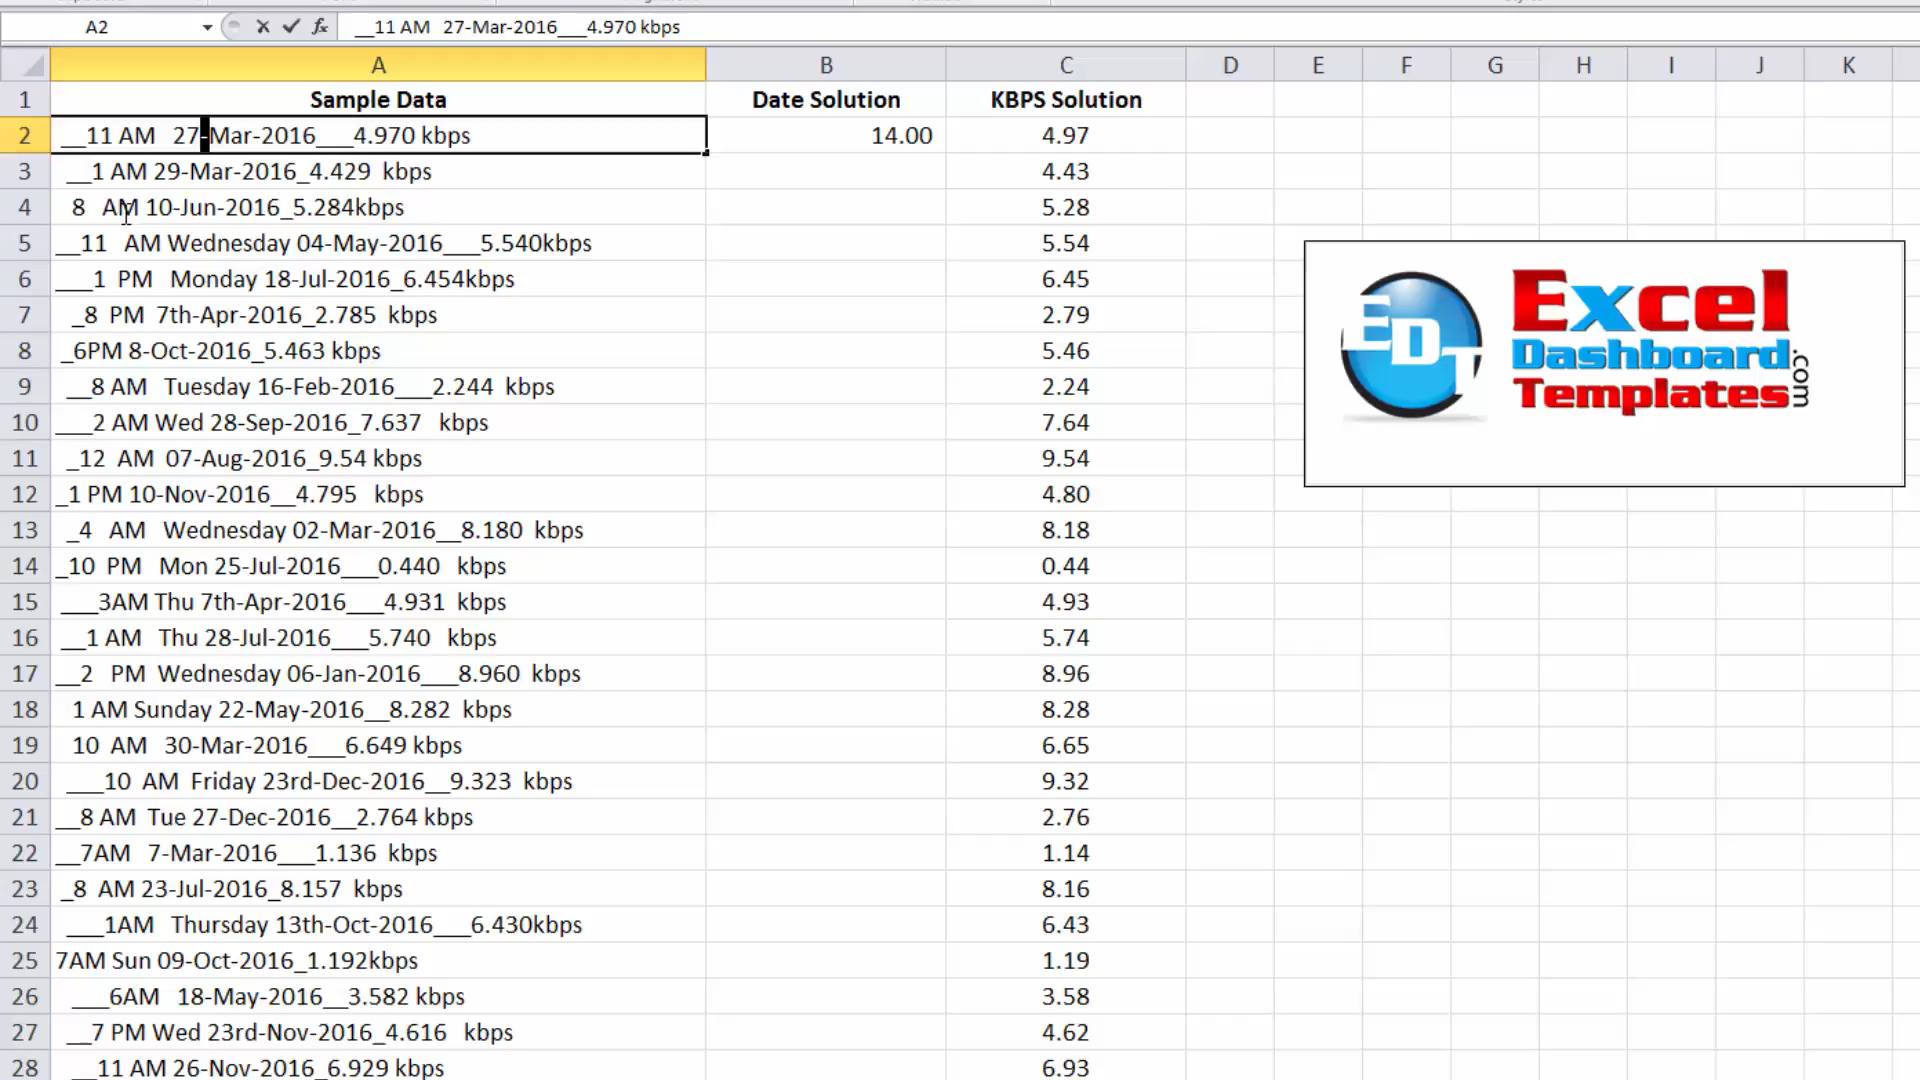 A2 fx __11 AM   27-Mar-2016___4.970 kbps
A B C D E F G H I J K
1 Sample Data Date Solution KBPS Solution
2 __11 AM   27-Mar-2016___4.970 kbps 14.00 4.97
3 __1 AM 29-Mar-2016_4.429  kbps 4.43
4 8   AM 10-Jun-2016_5.284kbps 5.28
5 __11   AM Wednesday 04-May-2016___5.540kbps 5.54
6 ___1  PM   Monday 18-Jul-2016_6.454kbps 6.45
7 _8  PM  7th-Apr-2016_2.785  kbps 2.79
8 _6PM 8-Oct-2016_5.463 kbps 5.46
9 __8 AM   Tuesday 16-Feb-2016___2.244  kbps 2.24
10 ___2 AM Wed 28-Sep-2016_7.637   kbps 7.64
11 _12  AM  07-Aug-2016_9.54 kbps 9.54
12 _1 PM 10-Nov-2016__4.795   kbps 4.80
13 _4   AM   Wednesday 02-Mar-2016__8.180  kbps 8.18
14 _10  PM   Mon 25-Jul-2016___0.440   kbps 0.44
15 ___3AM Thu 7th-Apr-2016___4.931  kbps 4.93
16 __1 AM   Thu 28-Jul-2016___5.740   kbps 5.74
17 __2   PM  Wednesday 06-Jan-2016___8.960  kbps 8.96
18 1 AM Sunday 22-May-2016__8.282  kbps 8.28
19 10  AM   30-Mar-2016___6.649 kbps 6.65
20 ___10  AM  Friday 23rd-Dec-2016__9.323  kbps 9.32
21 __8 AM  Tue 27-Dec-2016__2.764 kbps 2.76
22 __7AM   7-Mar-2016___1.136  kbps 1.14
23 _8  AM 23-Jul-2016_8.157  kbps 8.16
24 ___1AM   Thursday 13th-Oct-2016___6.430kbps 6.43
25 7AM Sun 09-Oct-2016_1.192kbps 1.19
26 ___6AM   18-May-2016__3.582 kbps 3.58
27 __7 PM Wed 23rd-Nov-2016_4.616   kbps 4.62
28 __11 AM 26-Nov-2016_6.929 kbps 6.93
EDT
Excel
Dashboard
Templates
.com